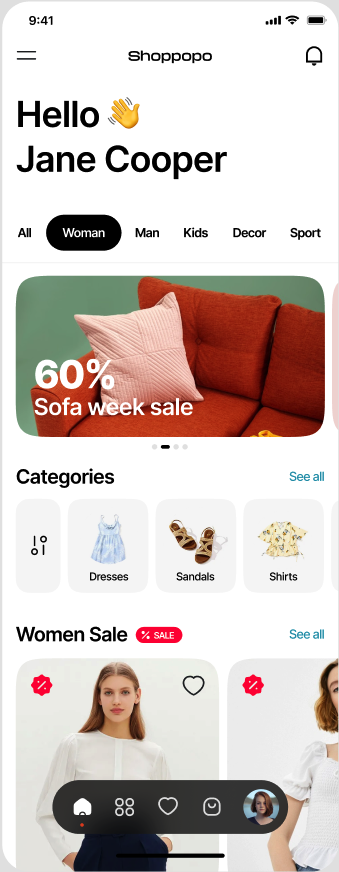 9:41
Shoppopo
Hello 👋
Jane Cooper
All Woman Man Kids Decor Sport
60%
Sofa week sale
Categories See all
Dresses Sandals Shirts
Women Sale % SALE See all
% %